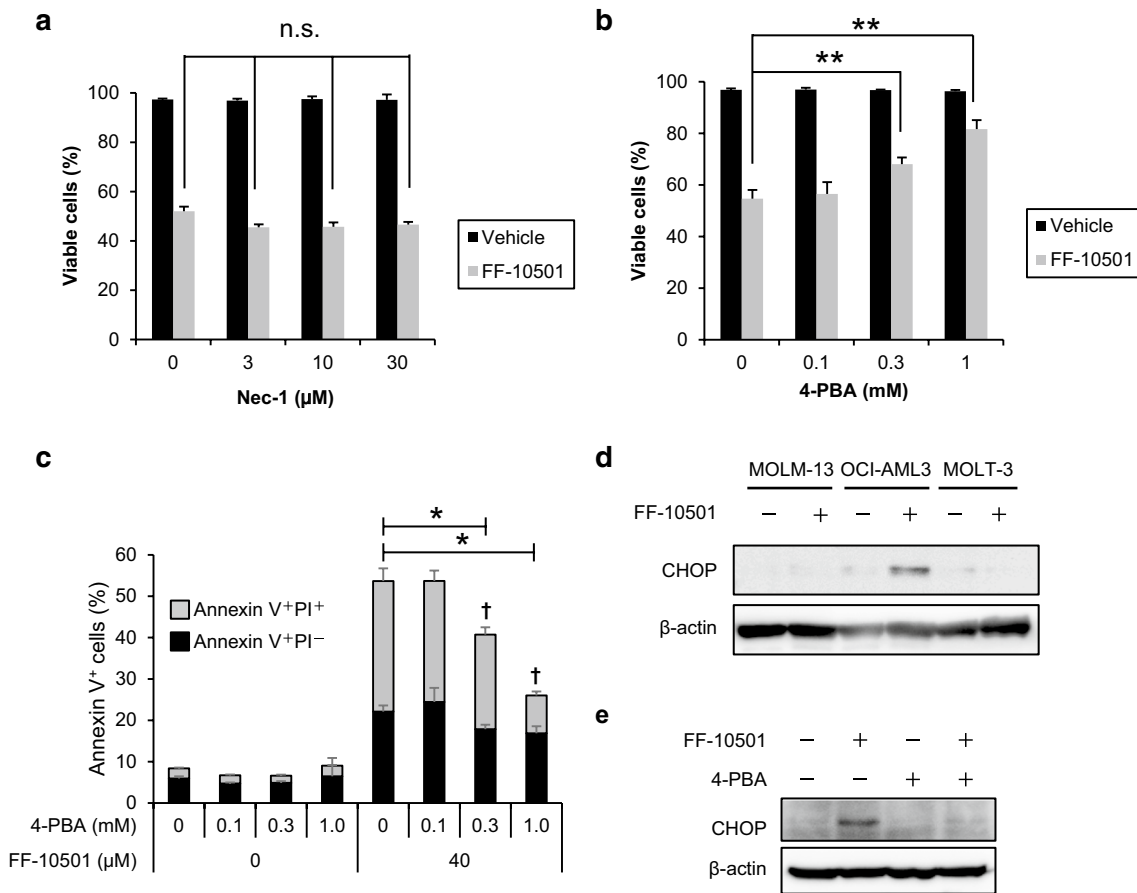 a
n.s.
100
80
60
40
20
0
Viable cells (%)
0 3 10 30
Nec-1 (μM)
Vehicle
FF-10501
b
**
**
100
80
60
40
20
0
Viable cells (%)
0 0.1 0.3 1
4-PBA (mM)
Vehicle
FF-10501
c
*
*
60
50
40
30
20
10
0
Annexin V⁺ cells (%)
Annexin V⁺PI⁺
Annexin V⁺PI⁻
†
†
4-PBA (mM) 0 0.1 0.3 1.0 0 0.1 0.3 1.0
FF-10501 (μM) 0 40
d
MOLM-13 OCI-AML3 MOLT-3
FF-10501 − + − + − +
CHOP
β-actin
e
FF-10501 − + − +
4-PBA − − + +
CHOP
β-actin